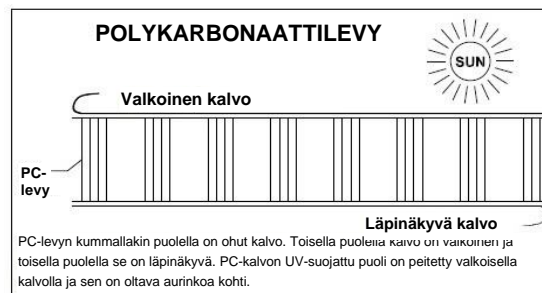 POLYKARBONAATTILEVY
SUN
Valkoinen kalvo
PC-
levy
Läpinäkyvä kalvo
PC-levyn kummallakin puolella on ohut kalvo. Toisella puolella kalvo on valkoinen ja
toisella puolella se on läpinäkyvä. PC-kalvon UV-suojattu puoli on peitetty valkoisella
kalvolla ja sen on oltava aurinkoa kohti.